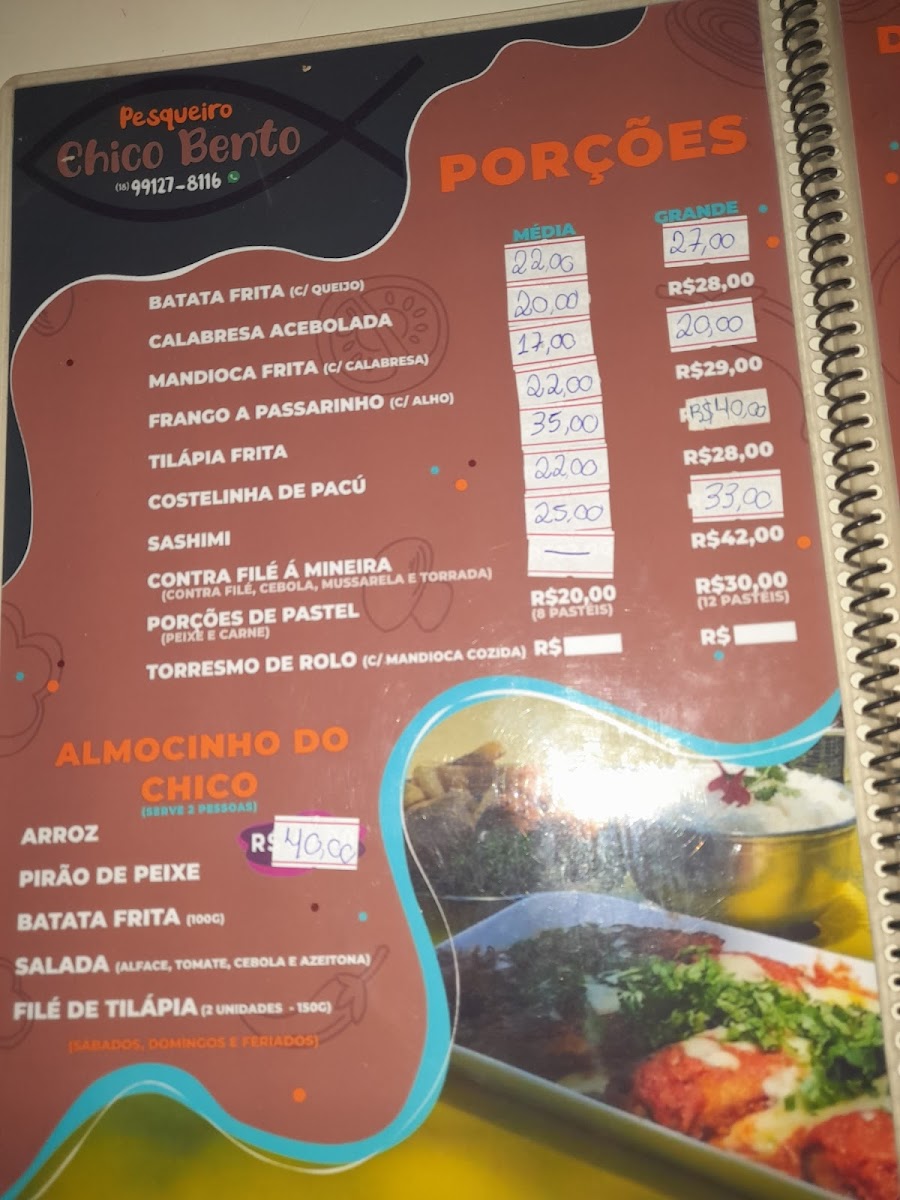 Pesqueiro
Chico Bento
(18) 99127-8116
PORÇÕES
MÉDIA GRANDE
BATATA FRITA (C/ QUEIJO) 22,00 27,00
CALABRESA ACEBOLADA 20,00 R$28,00
MANDIOCA FRITA (C/ CALABRESA) 17,00 20,00
FRANGO A PASSARINHO (C/ ALHO) 22,00 R$29,00
TILÁPIA FRITA 35,00 R$40,00
COSTELINHA DE PACÚ 22,00 R$28,00
SASHIMI 25,00 33,00
CONTRA FILÉ Á MINEIRA — R$42,00
(CONTRA FILÉ, CEBOLA, MUSSARELA E TORRADA)
PORÇÕES DE PASTEL R$20,00 R$30,00
(PEIXE E CARNE) (8 PASTÉIS) (12 PASTÉIS)
TORRESMO DE ROLO (C/ MANDIOCA COZIDA) R$ R$
ALMOCINHO DO
CHICO
(SERVE 2 PESSOAS)
ARROZ R$ 40,00
PIRÃO DE PEIXE
BATATA FRITA (100G)
SALADA (ALFACE, TOMATE, CEBOLA E AZEITONA)
FILÉ DE TILÁPIA (2 UNIDADES - 150G)
(SABADOS, DOMINGOS E FERIADOS)